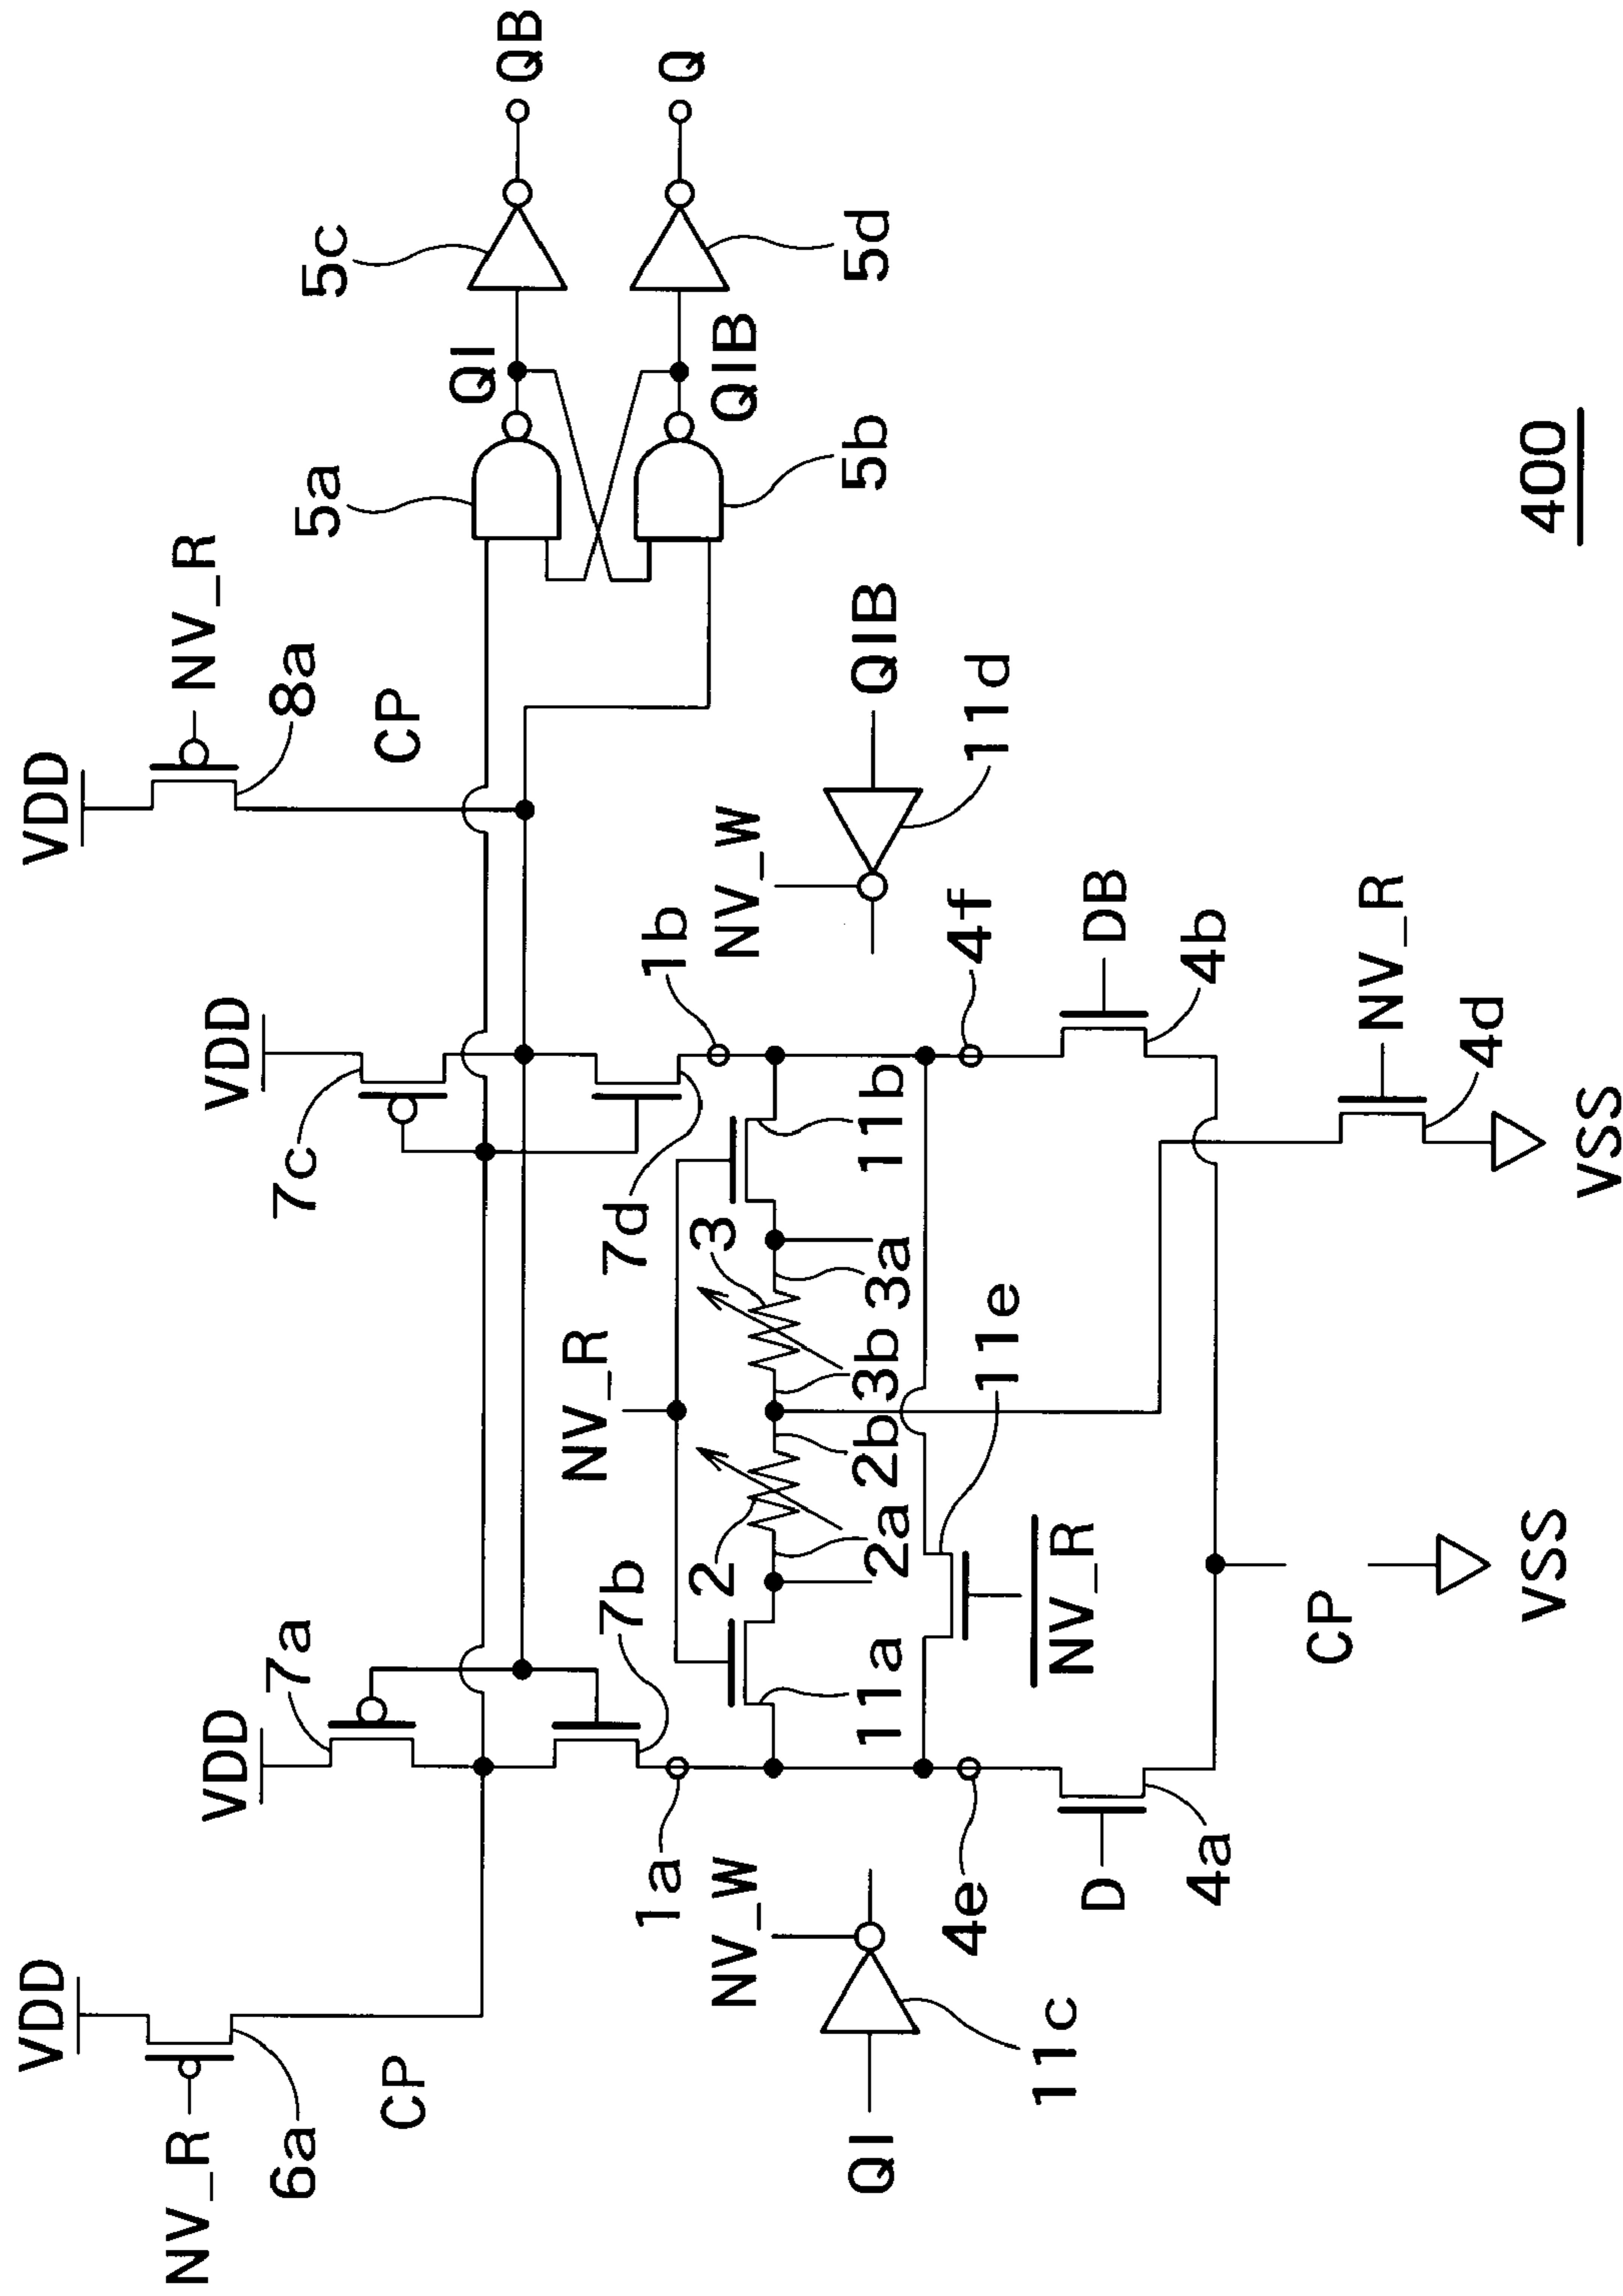 VDD
VDD
VDD
VDD
NV_R
6a
CP
7a
7c
8a
NV_R
CP
5a
QI
5c
QB
Q
5d
QIB
5b
7b
7d
NV_R
1a
1b
2
3
NV_W
NV_W
QI
11c
11a
2a
2b
3b
3a
11b
QIB
11d
4e
4f
11e
NV_R
D
4a
DB
4b
CP
VSS
NV_R
4d
VSS
400